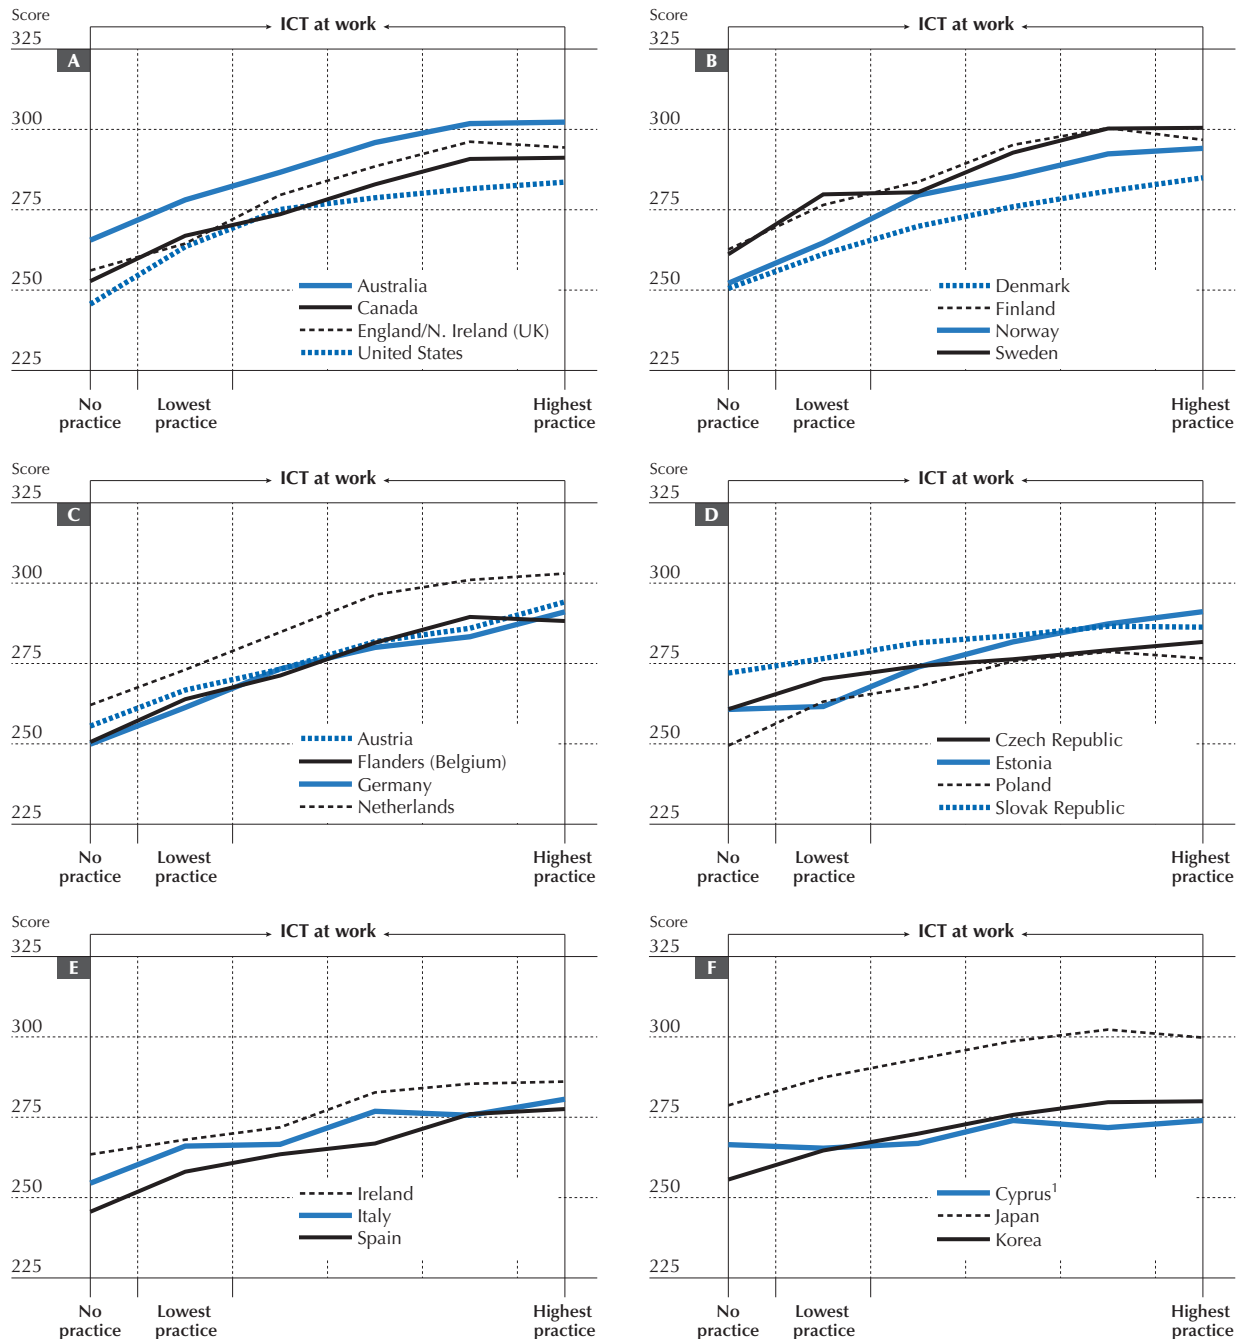 Score
ICT at work
325
A
300
275
250
Australia
Canada
England/N. Ireland (UK)
United States
225
No practice
Lowest practice
Highest practice
Score
ICT at work
325
B
300
275
250
Denmark
Finland
Norway
Sweden
225
No practice
Lowest practice
Highest practice
Score
ICT at work
325
C
300
275
250
Austria
Flanders (Belgium)
Germany
Netherlands
225
No practice
Lowest practice
Highest practice
Score
ICT at work
325
D
300
275
250
Czech Republic
Estonia
Poland
Slovak Republic
225
No practice
Lowest practice
Highest practice
Score
ICT at work
325
E
300
275
250
Ireland
Italy
Spain
225
No practice
Lowest practice
Highest practice
Score
ICT at work
325
F
300
275
250
Cyprus¹
Japan
Korea
225
No practice
Lowest practice
Highest practice